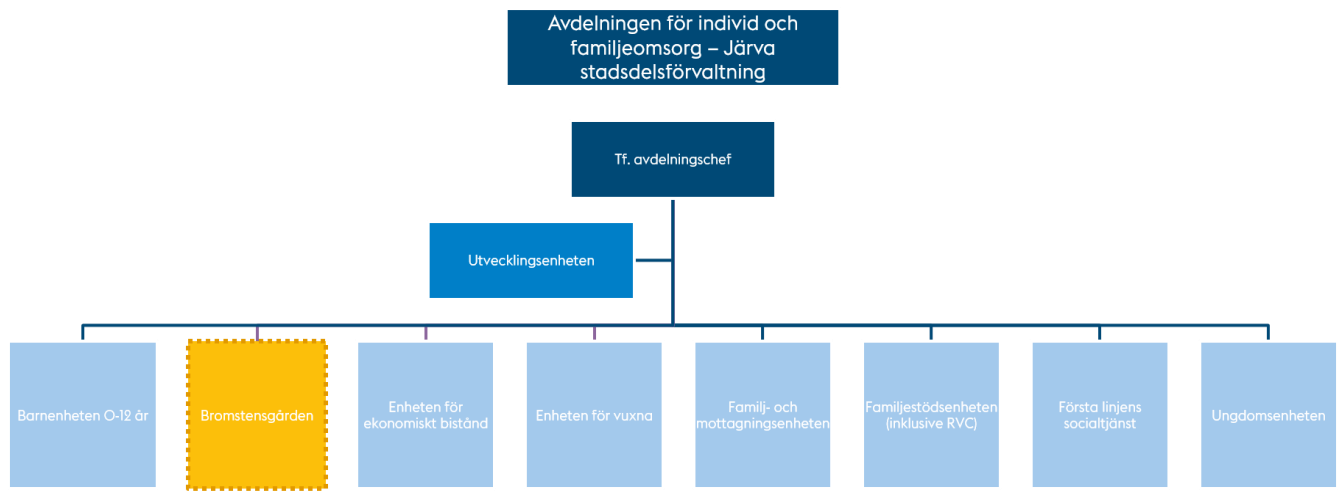 Avdelningen för individ och
familjeomsorg – Järva
stadsdelsförvaltning
Tf. avdelningschef
Utvecklingsenheten
Barnenheten 0-12 år
Bromstensgården
Enheten för
ekonomiskt bistånd
Enheten för vuxna
Familj- och
mottagningsenheten
Familjestödsenheten
(inklusive RVC)
Första linjens
socialtjänst
Ungdomsenheten